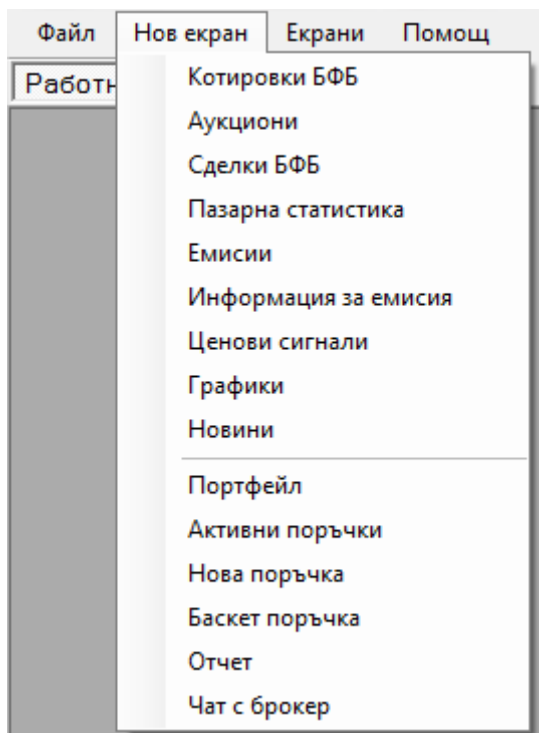 Файл Нов екран Екрани Помощ
Котировки БФБ
Аукциони
Сделки БФБ
Пазарна статистика
Емисии
Информация за емисия
Ценови сигнали
Графики
Новини
Портфейл
Активни поръчки
Нова поръчка
Баскет поръчка
Отчет
Чат с брокер